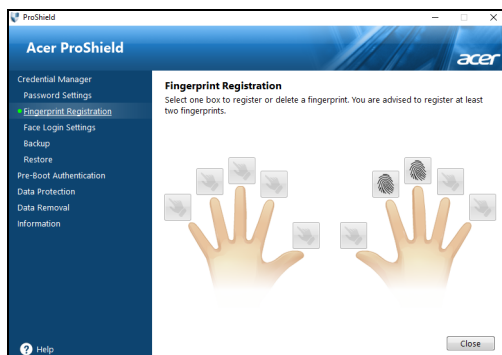 ProShield
Acer ProShield
acer
Credential Manager
Password Settings
Fingerprint Registration
Face Login Settings
Backup
Restore
Pre-Boot Authentication
Data Protection
Data Removal
Information
Help
Fingerprint Registration
Select one box to register or delete a fingerprint. You are advised to register at least
two fingerprints.
Close